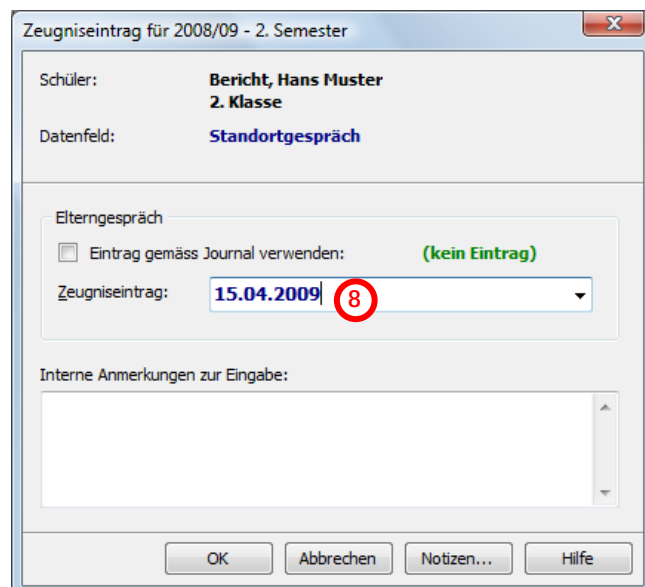 Zeugniseintrag für 2008/09 - 2. Semester
Schüler: Bericht, Hans Muster
2. Klasse
Datenfeld: Standortgespräch
Elterngespräch
Eintrag gemäss Journal verwenden: (kein Eintrag)
Zeugniseintrag: 15.04.2009 8
Interne Anmerkungen zur Eingabe:
OK Abbrechen Notizen... Hilfe